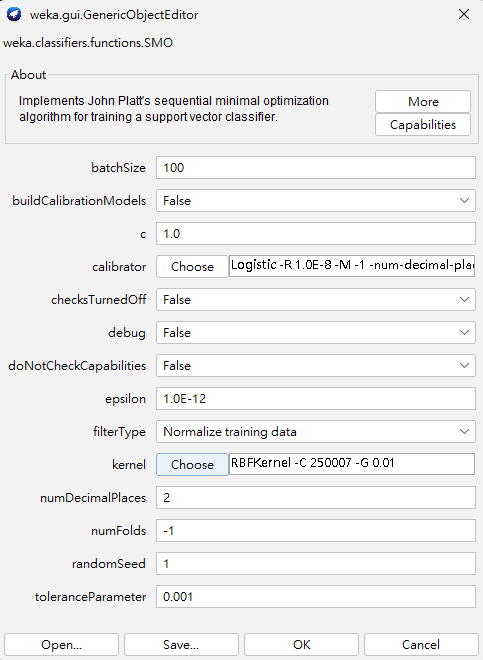 weka.gui.GenericObjectEditor
weka.classifiers.functions.SMO
About
Implements John Platt's sequential minimal optimization
algorithm for training a support vector classifier.
More
Capabilities
batchSize 100
buildCalibrationModels False
c 1.0
calibrator Choose Logistic -R 1.0E-8 -M -1 -num-decimal-plac
checksTurnedOff False
debug False
doNotCheckCapabilities False
epsilon 1.0E-12
filterType Normalize training data
kernel Choose RBFKernel -C 250007 -G 0.01
numDecimalPlaces 2
numFolds -1
randomSeed 1
toleranceParameter 0.001
Open... Save... OK Cancel